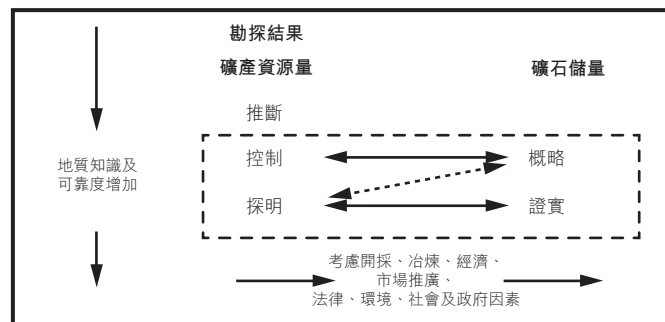 勘探結果
礦產資源量 礦石儲量
推斷
地質知識及
可靠度增加
控制 概略
探明 證實
考慮開採、冶煉、經濟、
市場推廣、
法律、環境、社會及政府因素